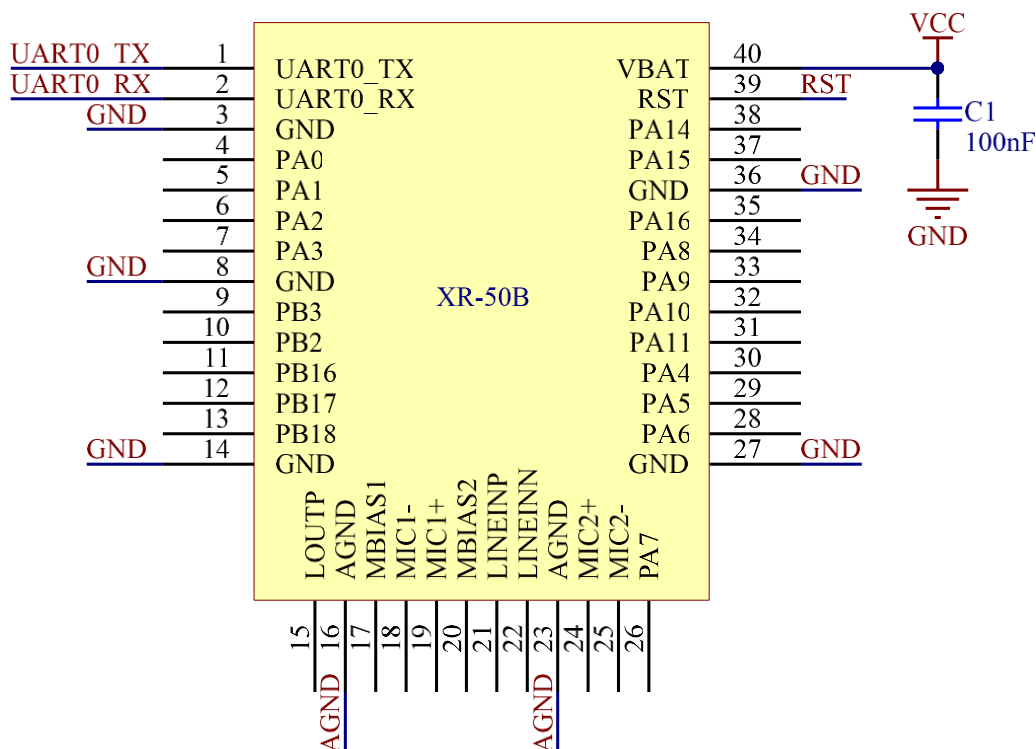 UART0_TX 1 UART0_TX
UART0_RX 2 UART0_RX
GND 3 GND
4 PA0
5 PA1
6 PA2
7 PA3
GND 8 GND
9 PB3
10 PB2
11 PB16
12 PB17
13 PB18
GND 14 GND
XR-50B
VBAT 40
RST 39 RST
PA14 38
PA15 37
GND 36 GND
PA16 35
PA8 34
PA9 33
PA10 32
PA11 31
PA4 30
PA5 29
PA6 28
GND 27 GND
VCC
C1
100nF
GND
LOUTP 15
AGND 16 AGND
MBIAS1 17
MIC1- 18
MIC1+ 19
MBIAS2 20
LINEINP 21
LINEINN 22
AGND 23 AGND
MIC2+ 24
MIC2- 25
PA7 26